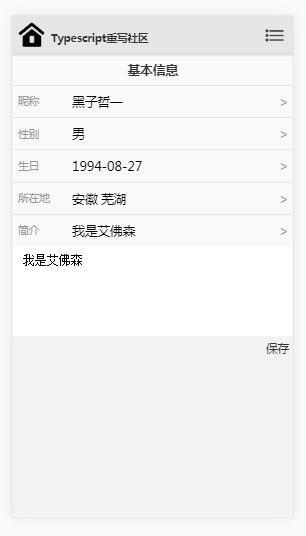 Typescript重写社区
基本信息
昵称 黑子哲一 >
性别 男 >
生日 1994-08-27 >
所在地 安徽 芜湖 >
简介 我是艾佛森 >
我是艾佛森
保存